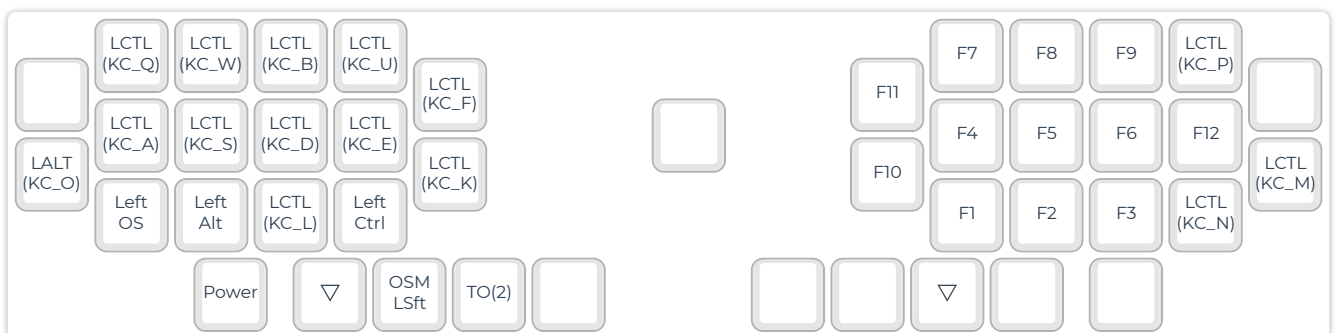 LCTL
(KC_Q)
LCTL
(KC_W)
LCTL
(KC_B)
LCTL
(KC_U)
LCTL
(KC_F)
F11
F7
F8
F9
LCTL
(KC_P)
LALT
(KC_O)
LCTL
(KC_A)
LCTL
(KC_S)
LCTL
(KC_D)
LCTL
(KC_E)
LCTL
(KC_K)
F10
F4
F5
F6
F12
LCTL
(KC_M)
Left
OS
Left
Alt
LCTL
(KC_L)
Left
Ctrl
F1
F2
F3
LCTL
(KC_N)
Power
▽
OSM
LSft
TO(2)
▽